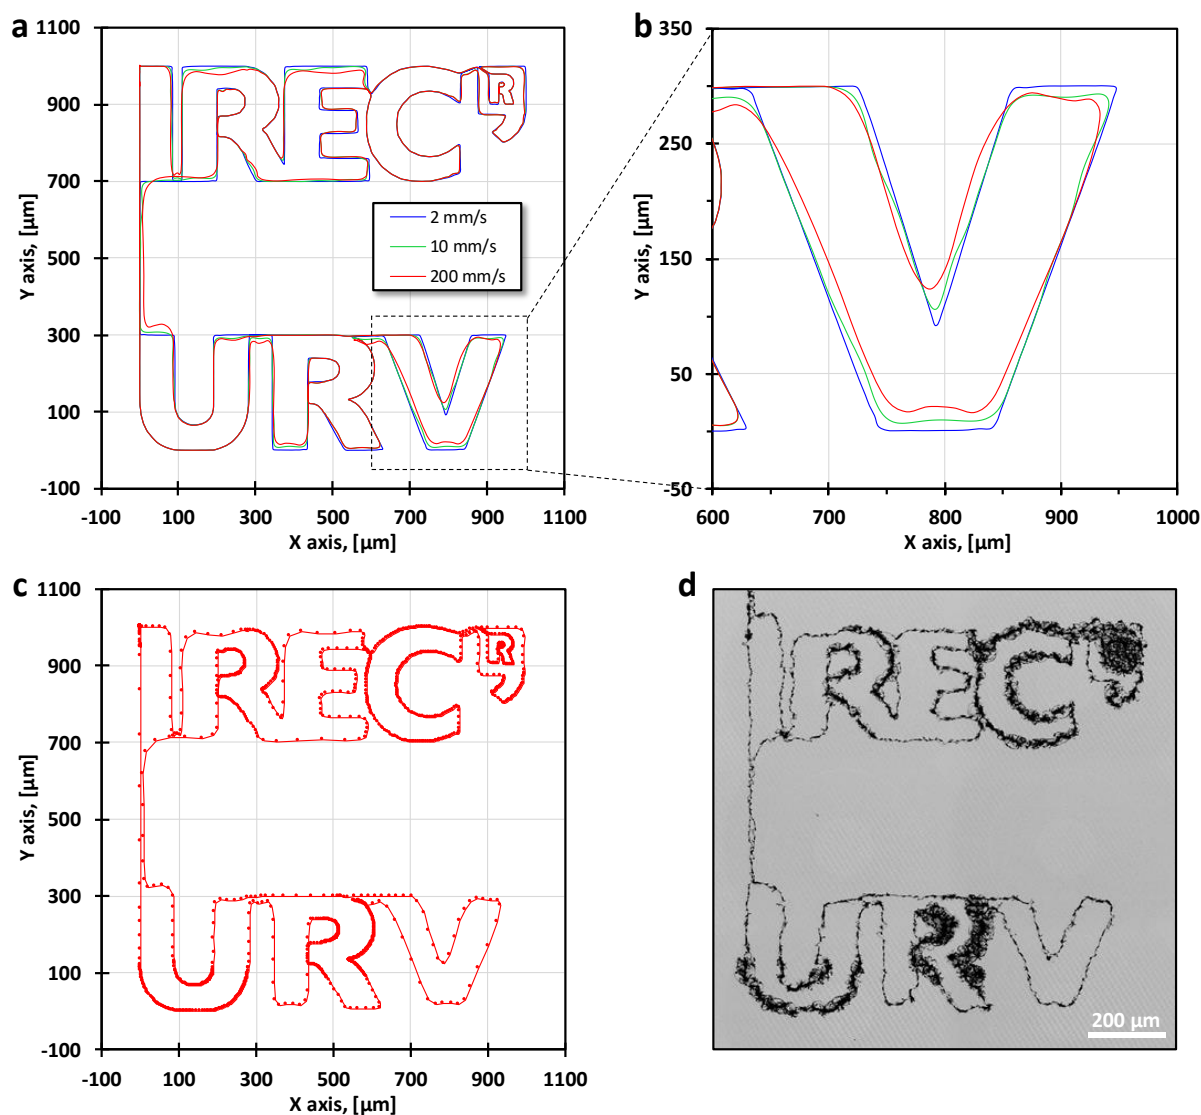 a
1100
900
700
500
300
100
-100
-100 100 300 500 700 900 1100
Y axis, [µm]
X axis, [µm]
IREC
R
URV
2 mm/s
10 mm/s
200 mm/s
b
350
250
150
50
-50
600 700 800 900 1000
Y axis, [µm]
X axis, [µm]
c
1100
900
700
500
300
100
-100
-100 100 300 500 700 900 1100
Y axis, [µm]
X axis, [µm]
IREC
R
URV
d
IREC
URV
200 µm